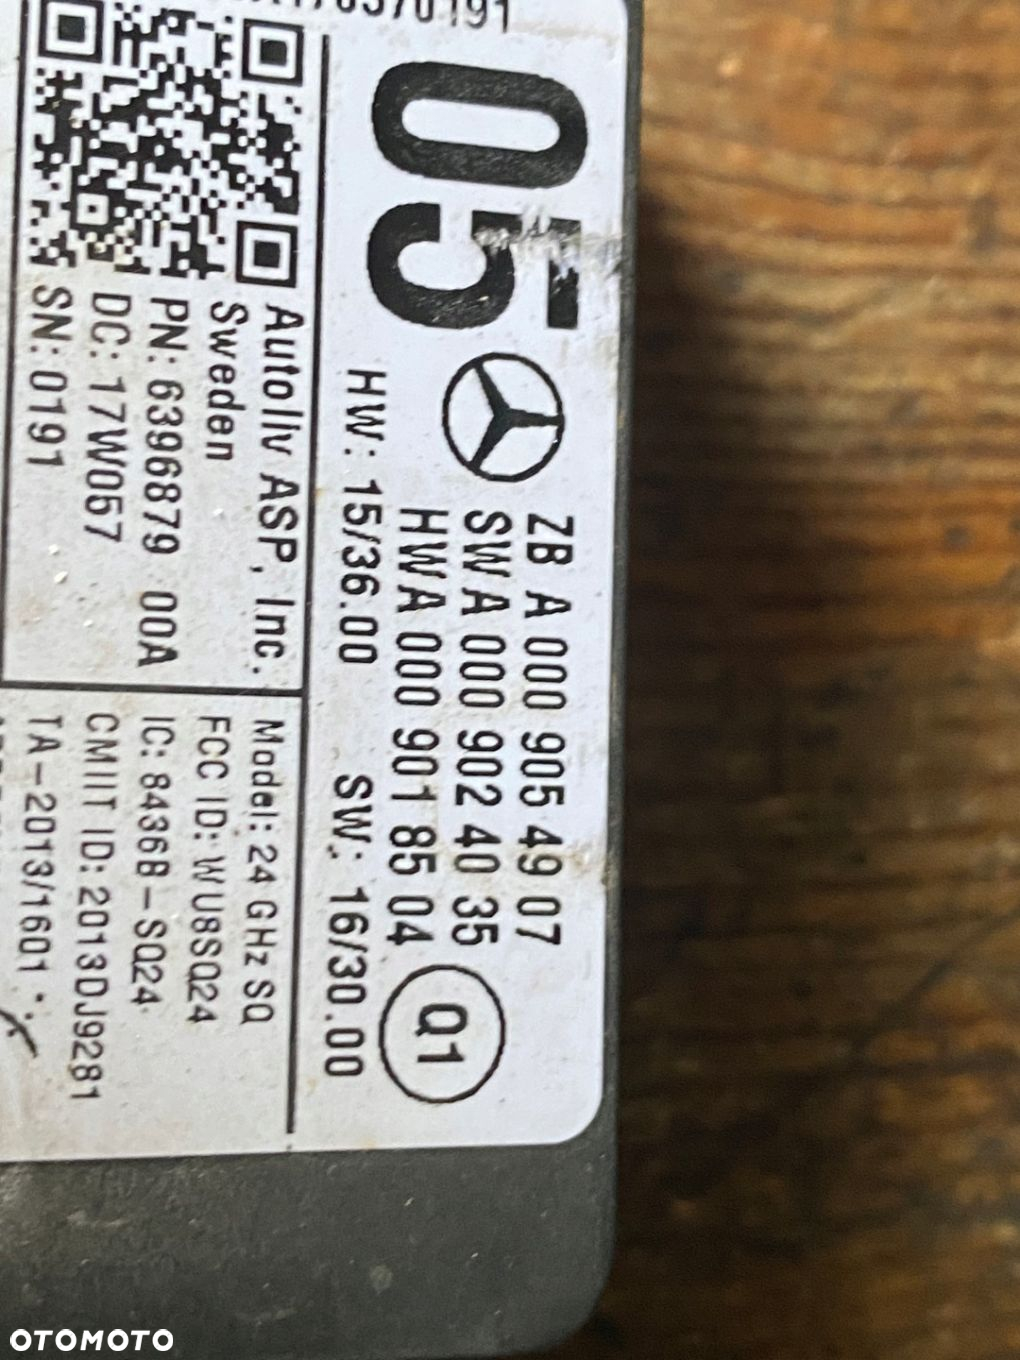 05
ZB A 000 905 49 07
SW A 000 902 40 35
HW A 000 901 85 04
Q1
HW: 15/36.00 SW: 16/30.00
Autoliv ASP, Inc.
Sweden
PN: 6396879 00A
DC: 17W057
SN: 0191
Model: 24 GHz SQ
FCC ID: WU8SQ24
IC: 8436B-SQ24
CMIIT ID: 2013DJ9281
TA-2013/1601
OTOMOTO